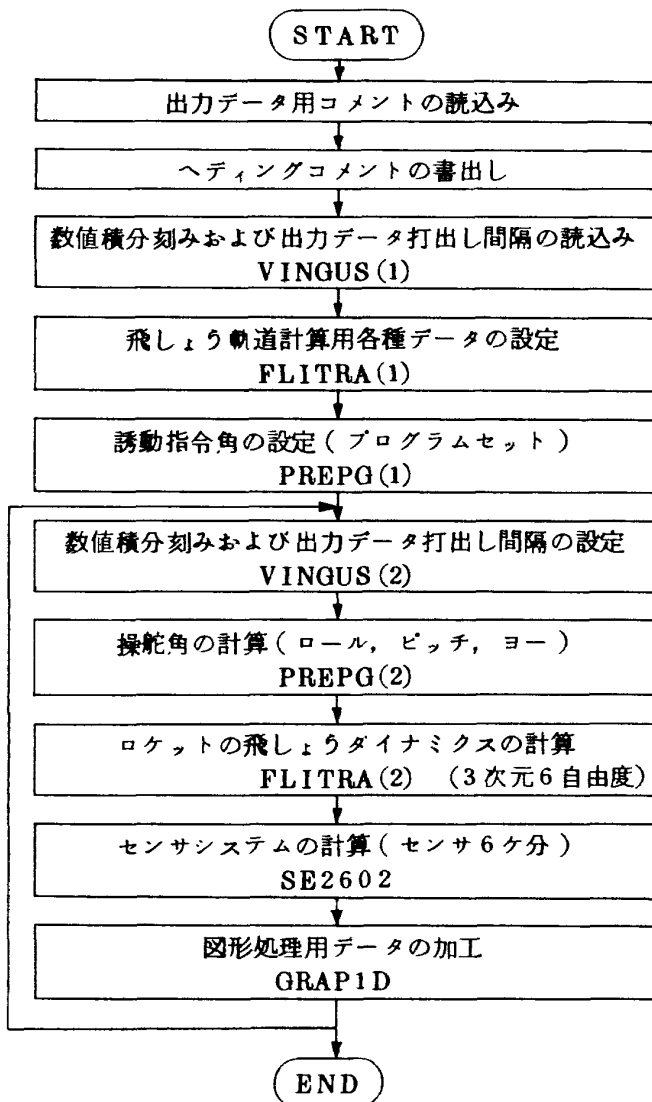 START
出力データ用コメントの読込み
ヘディングコメントの書出し
数値積分刻みおよび出力データ打出し間隔の読込み
VINGUS(1)
飛しょう軌道計算用各種データの設定
FLITRA(1)
誘動指令角の設定(プログラムセット)
PREPG(1)
数値積分刻みおよび出力データ打出し間隔の設定
VINGUS(2)
操舵角の計算(ロール,ピッチ,ヨー)
PREPG(2)
ロケットの飛しょうダイナミクスの計算
FLITRA(2) (3次元6自由度)
センサシステムの計算(センサ6ケ分)
SE2602
図形処理用データの加工
GRAP1D
END